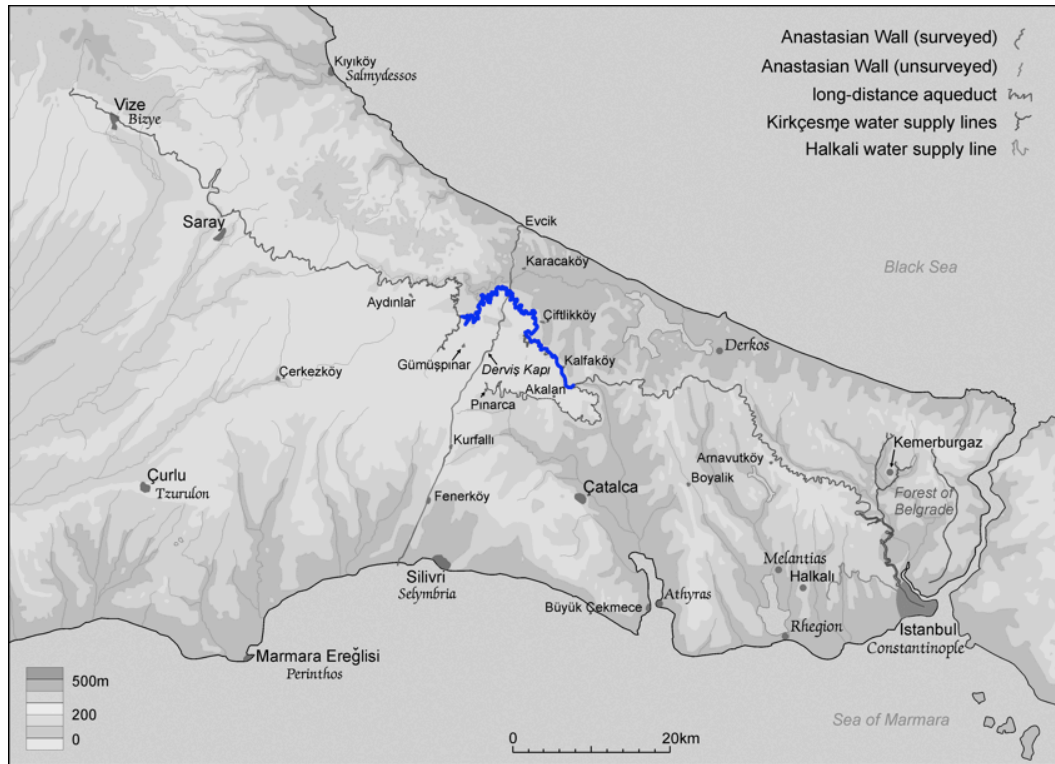 Anastasian Wall (surveyed)
Anastasian Wall (unsurveyed)
long-distance aqueduct
Kirkçesme water supply lines
Halkali water supply line
Kıyıköy
Salmydessos
Vize
Bizye
Saray
Evcik
Karacaköy
Black Sea
Aydınlar
Çiftlikköy
Derkos
Gümüşpınar
Derviş Kapı
Kalfaköy
Çerkezköy
Akalan
Pınarca
Kurfallı
Arnavutköy
Kemerburgaz
Çurlu
Tzurulon
Boyalik
Fenerköy
Çatalca
Forest of
Belgrade
Silivri
Selymbria
Melantias
Halkalı
Büyük Çekmece
Athyras
Rhegion
Istanbul
Constantinople
Marmara Ereğlisi
Perinthos
500m
200
0
Sea of Marmara
0
20km